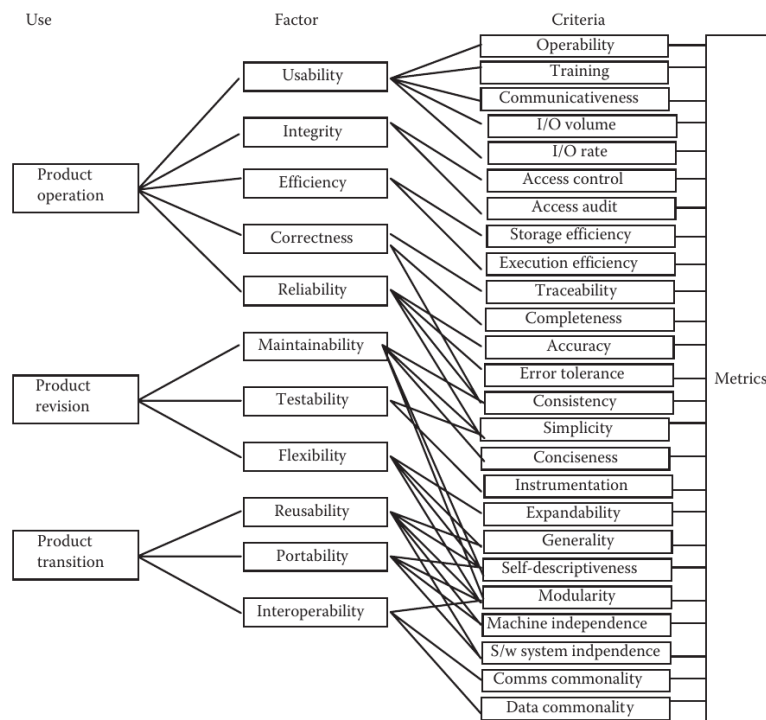 Use
Factor
Criteria
Product
operation
Product
revision
Product
transition
Usability
Integrity
Efficiency
Correctness
Reliability
Maintainability
Testability
Flexibility
Reusability
Portability
Interoperability
Operability
Training
Communicativeness
I/O volume
I/O rate
Access control
Access audit
Storage efficiency
Execution efficiency
Traceability
Completeness
Accuracy
Error tolerance
Consistency
Simplicity
Conciseness
Instrumentation
Expandability
Generality
Self-descriptiveness
Modularity
Machine independence
S/w system indpendence
Comms commonality
Data commonality
Metrics